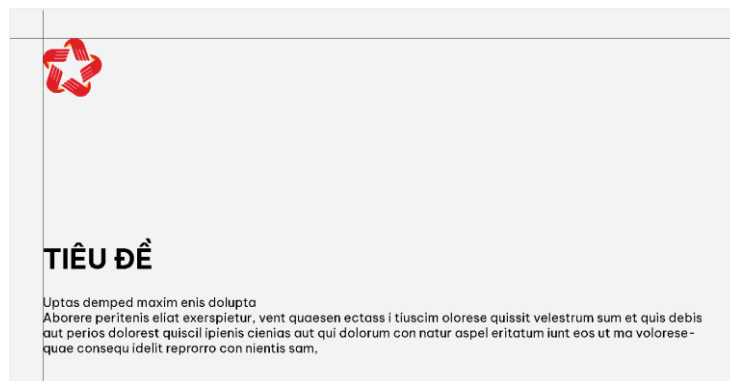 TIÊU ĐỀ
Uptas demped maxim enis dolupta
Aborere peritenis eliat exerspietur, vent quaesen ectass i tiuscim olorese quissit velestrum sum et quis debis
aut perios dolorest quiscil ipienis cienias aut qui dolorum con natur aspel eritatum iunt eos ut ma volorese-
quae consequ idelit reprorro con nientis sam,